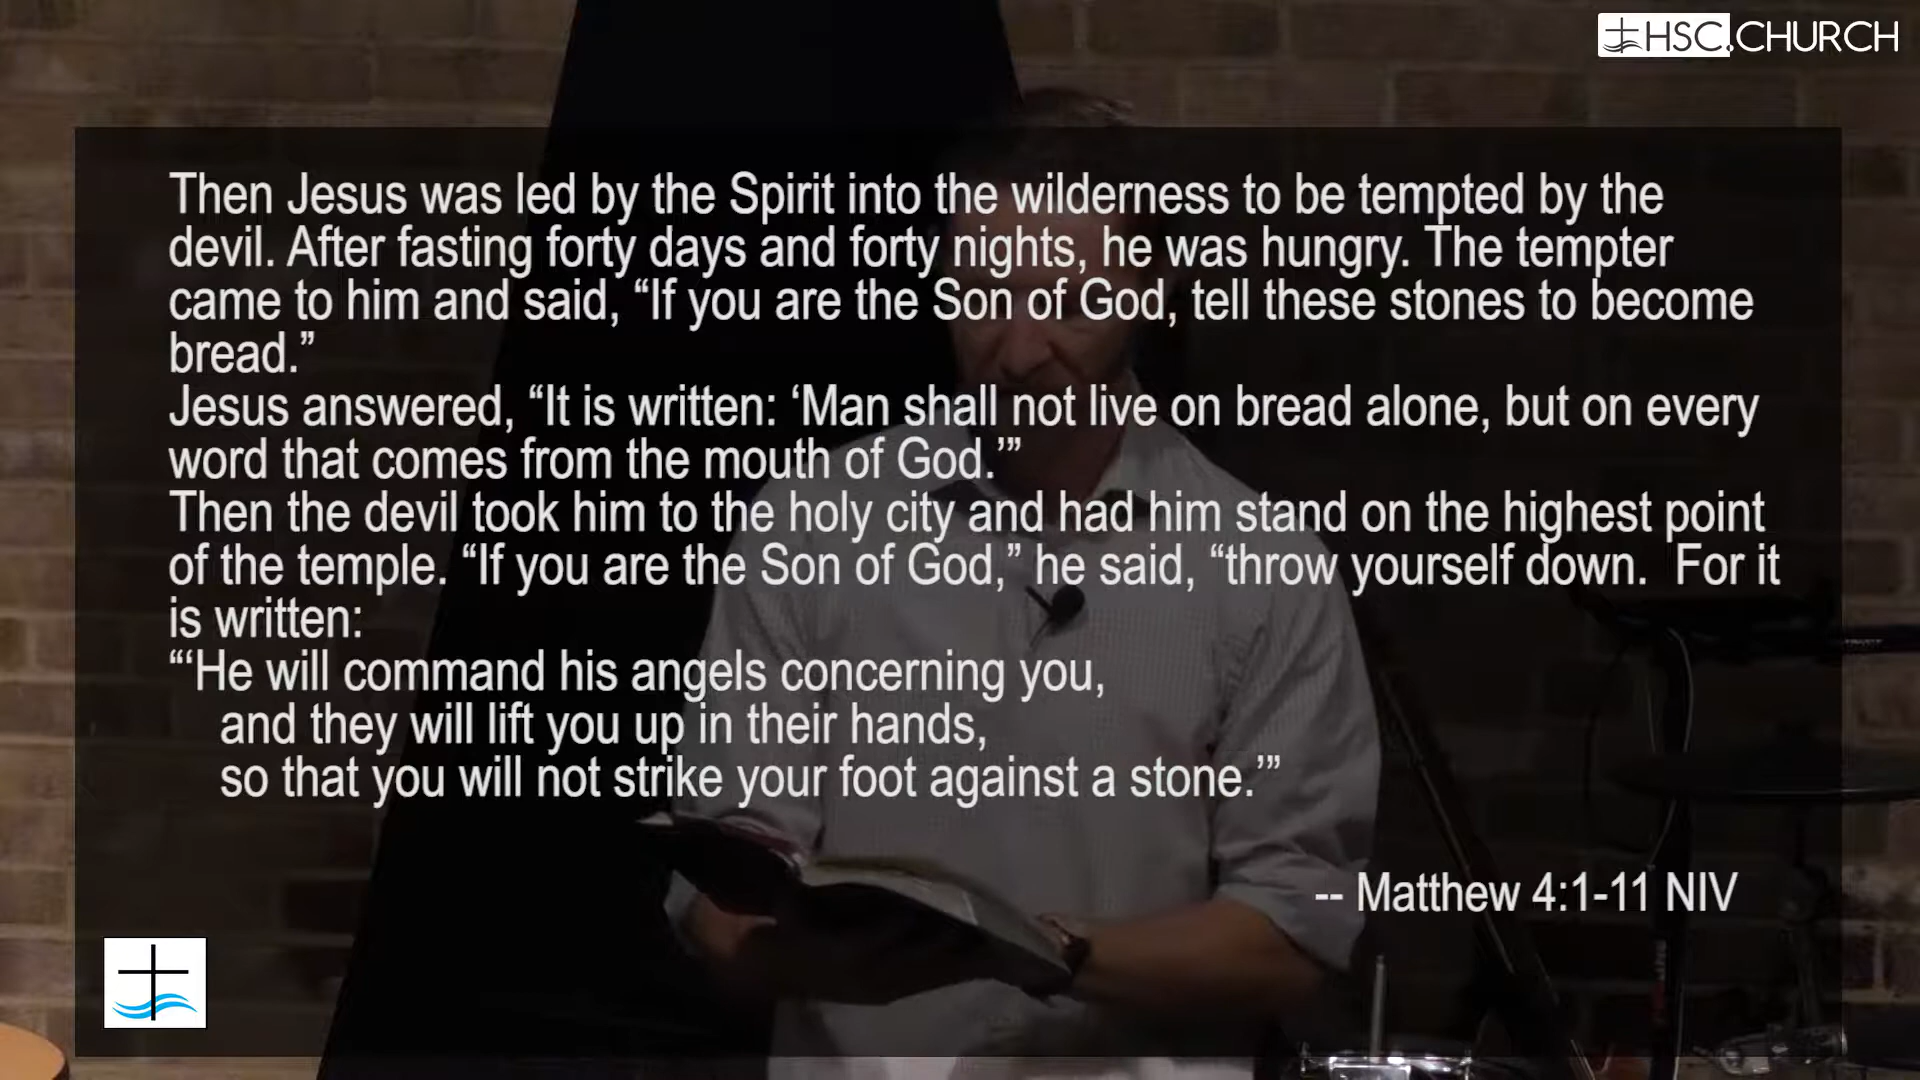 HSC.CHURCH
Then Jesus was led by the Spirit into the wilderness to be tempted by the
devil. After fasting forty days and forty nights, he was hungry. The tempter
came to him and said, “If you are the Son of God, tell these stones to become
bread.”
Jesus answered, “It is written: ‘Man shall not live on bread alone, but on every
word that comes from the mouth of God.’”
Then the devil took him to the holy city and had him stand on the highest point
of the temple. “If you are the Son of God,” he said, “throw yourself down.  For it
is written:
“‘He will command his angels concerning you,
and they will lift you up in their hands,
so that you will not strike your foot against a stone.’”
-- Matthew 4:1-11 NIV